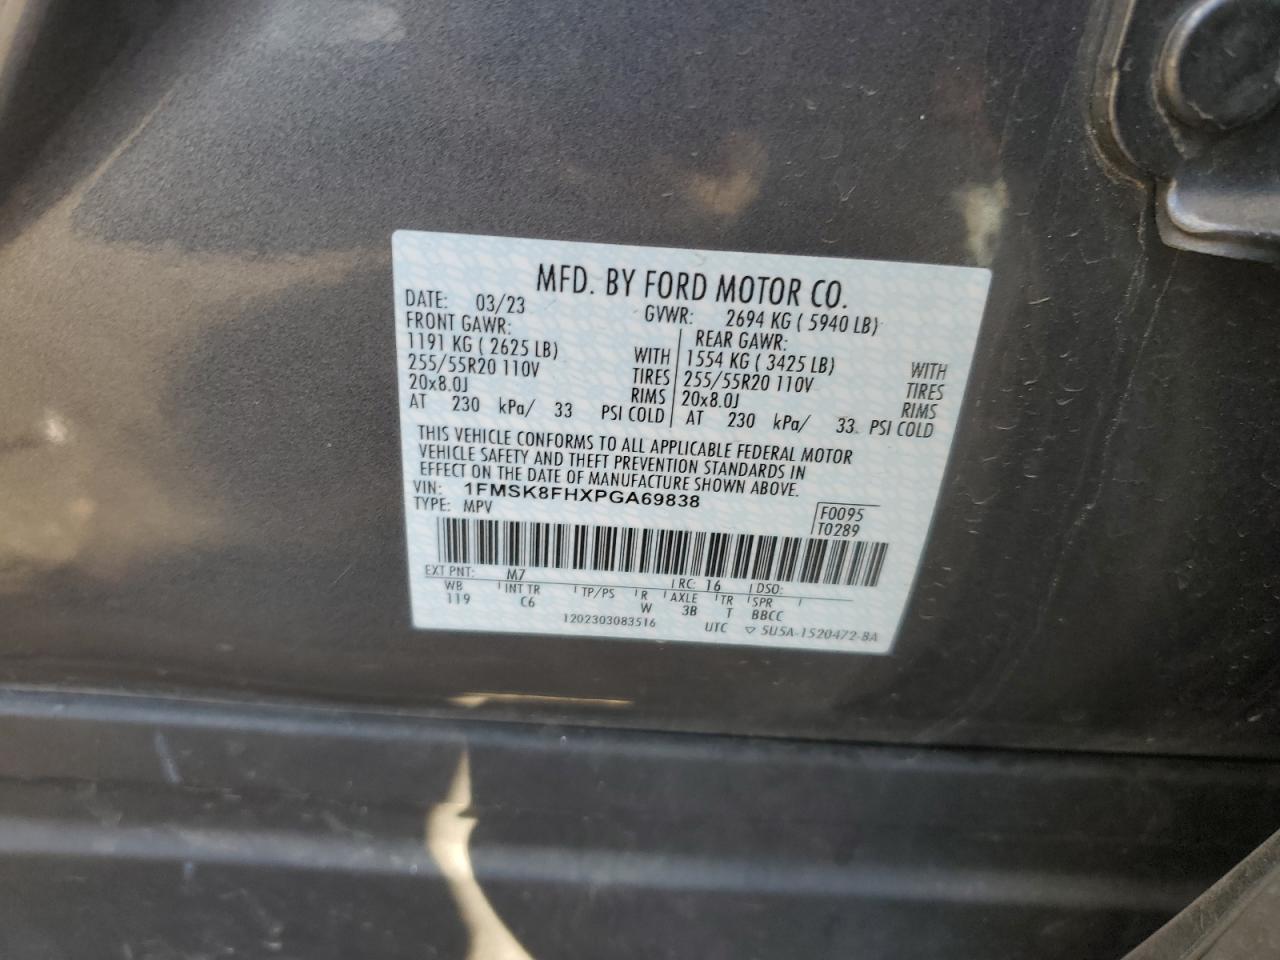 MFD. BY FORD MOTOR CO.
DATE: 03/23 GVWR: 2694 KG ( 5940 LB)
FRONT GAWR: REAR GAWR:
1191 KG ( 2625 LB) WITH 1554 KG ( 3425 LB) WITH
255/55R20 110V TIRES 255/55R20 110V TIRES
20x8.0J RIMS 20x8.0J RIMS
AT 230 kPa/ 33 PSI COLD AT 230 kPa/ 33 PSI COLD
THIS VEHICLE CONFORMS TO ALL APPLICABLE FEDERAL MOTOR
VEHICLE SAFETY AND THEFT PREVENTION STANDARDS IN
EFFECT ON THE DATE OF MANUFACTURE SHOWN ABOVE.
VIN: 1FMSK8FHXPGA69838
TYPE: MPV
F0095
T0289
EXT PNT: M7 RC: 16 DSO:
WB INT TR TP/PS R AXLE TR SPR
119 C6 W 3B T BBCC
1202303083516 UTC ▽ 5U5A-1520472-8A